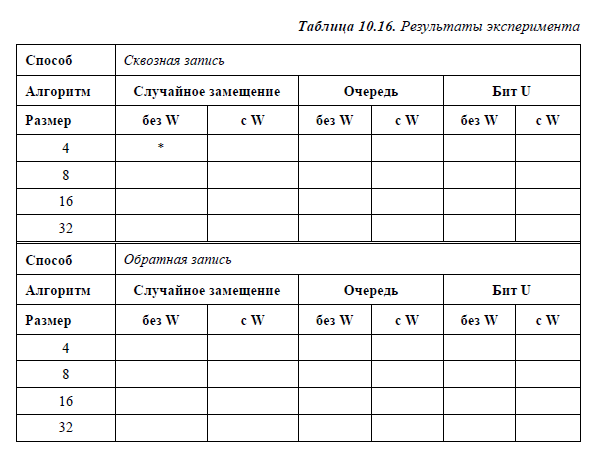 Таблица 10.16. Результаты эксперимента
Способ Сквозная запись
Алгоритм Случайное замещение Очередь Бит U
Размер без W с W без W с W без W с W
4 *
8
16
32
Способ Обратная запись
Алгоритм Случайное замещение Очередь Бит U
Размер без W с W без W с W без W с W
4
8
16
32